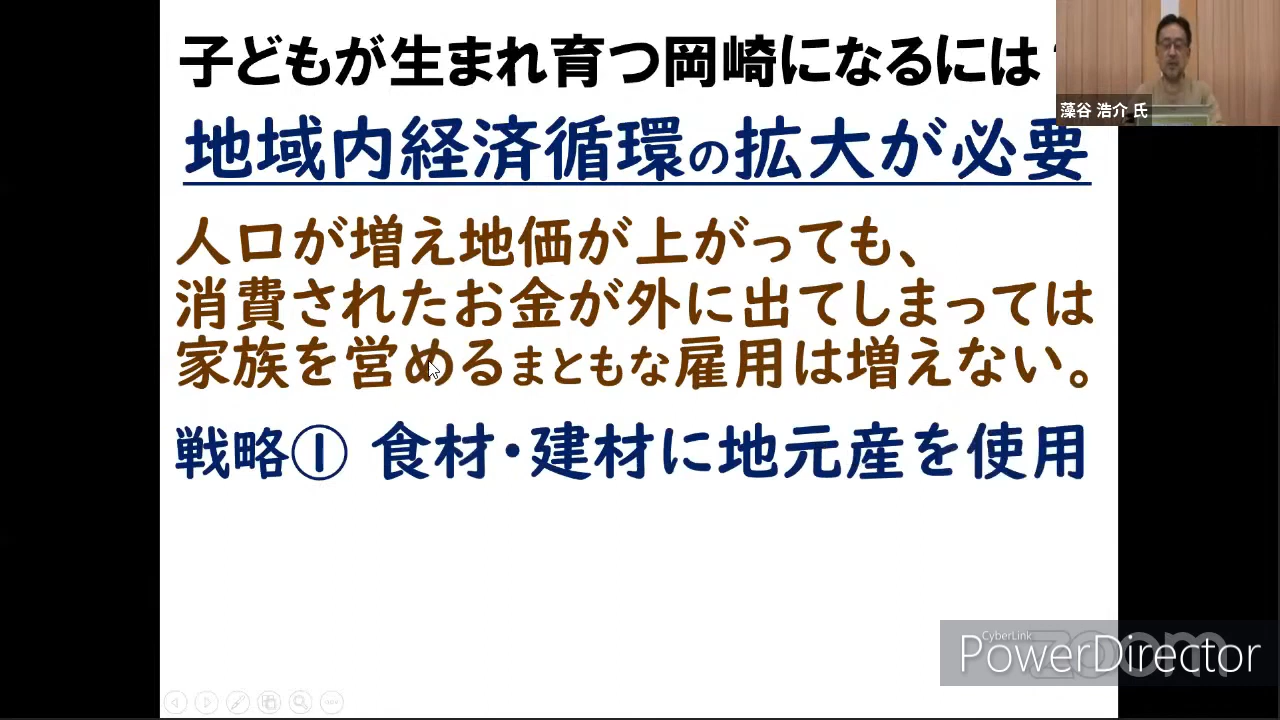 子どもが生まれ育つ岡崎になるには
地域内経済循環の拡大が必要
人口が増え地価が上がっても、
消費されたお金が外に出てしまっては
家族を営めるまともな雇用は増えない。
戦略① 食材・建材に地元産を使用
藻谷 浩介 氏
zoom
CyberLink
PowerDirector